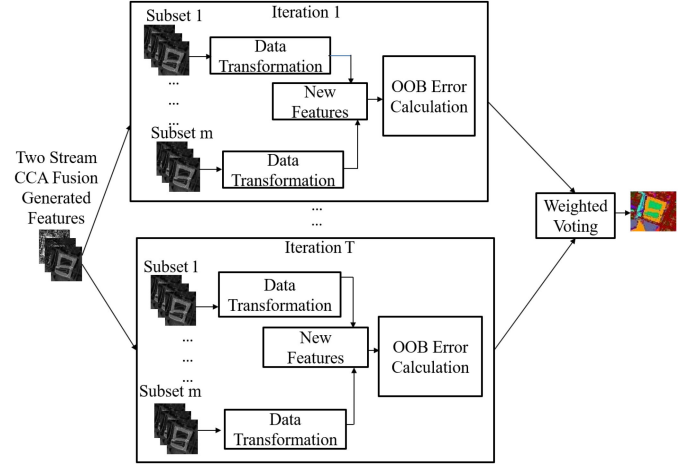 Iteration 1
Subset 1
Data
Transformation
...
...
...
New
Features
OOB Error
Calculation
Subset m
Data
Transformation
Two Stream
CCA Fusion
Generated
Features
...
...
Weighted
Voting
Iteration T
Subset 1
Data
Transformation
...
...
...
New
Features
OOB Error
Calculation
Subset m
Data
Transformation